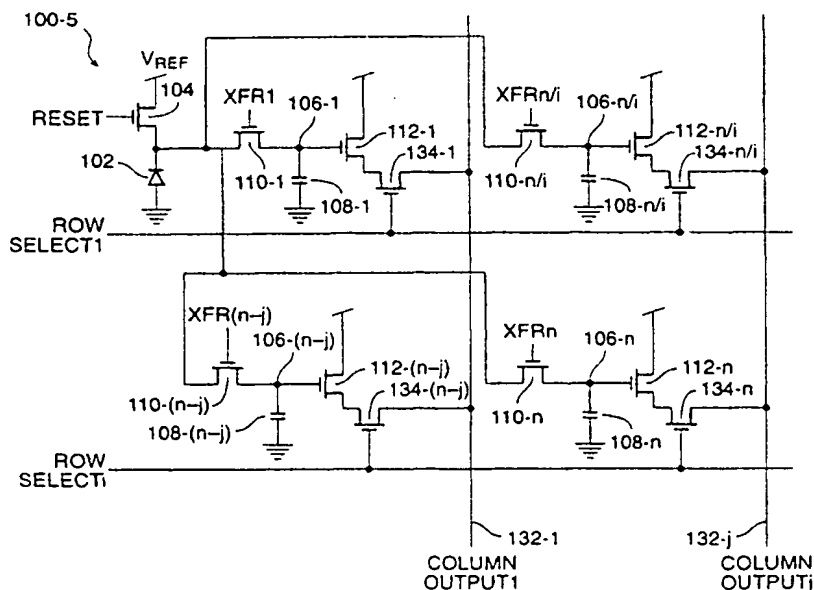 100-5
VREF
104
RESET
102
XFR1
106-1
112-1
134-1
110-1
108-1
XFRn/i
106-n/i
112-n/i
134-n/i
110-n/i
108-n/i
ROW
SELECT1
XFR(n–j)
106-(n–j)
112-(n–j)
134-(n–j)
110-(n–j)
108-(n–j)
XFRn
106-n
112-n
134-n
110-n
108-n
ROW
SELECTi
132-1
132-j
COLUMN
OUTPUT1
COLUMN
OUTPUTj